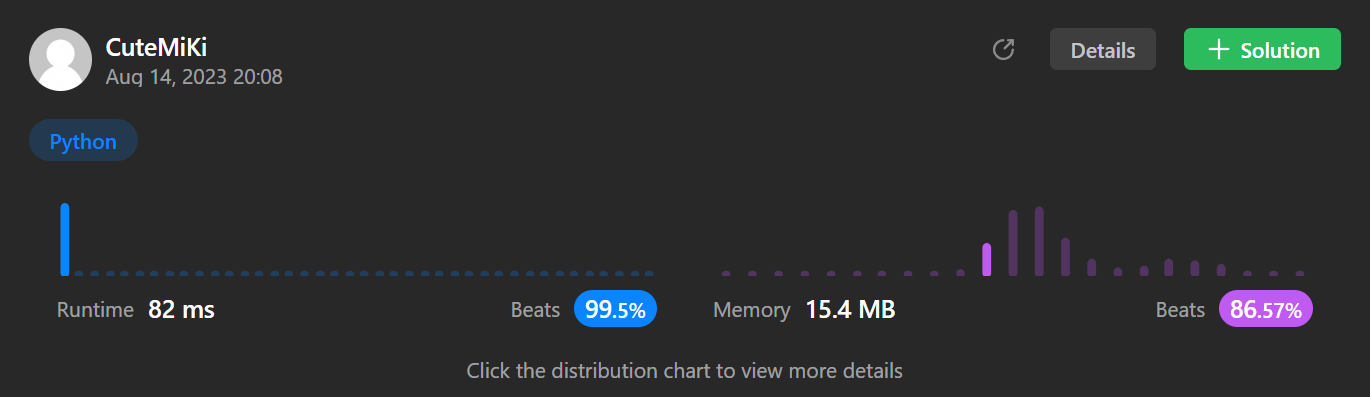 CuteMiKi
Aug 14, 2023 20:08
Details
Solution
Python
Runtime 82 ms Beats 99.5%
Memory 15.4 MB Beats 86.57%
Click the distribution chart to view more details